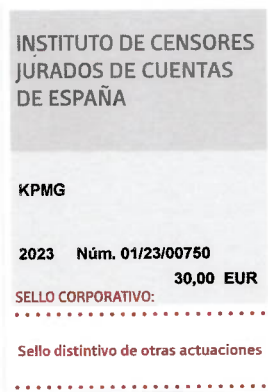 INSTITUTO DE CENSORES
JURADOS DE CUENTAS
DE ESPAÑA
KPMG
2023 Núm. 01/23/00750
30,00 EUR
SELLO CORPORATIVO:
Sello distintivo de otras actuaciones